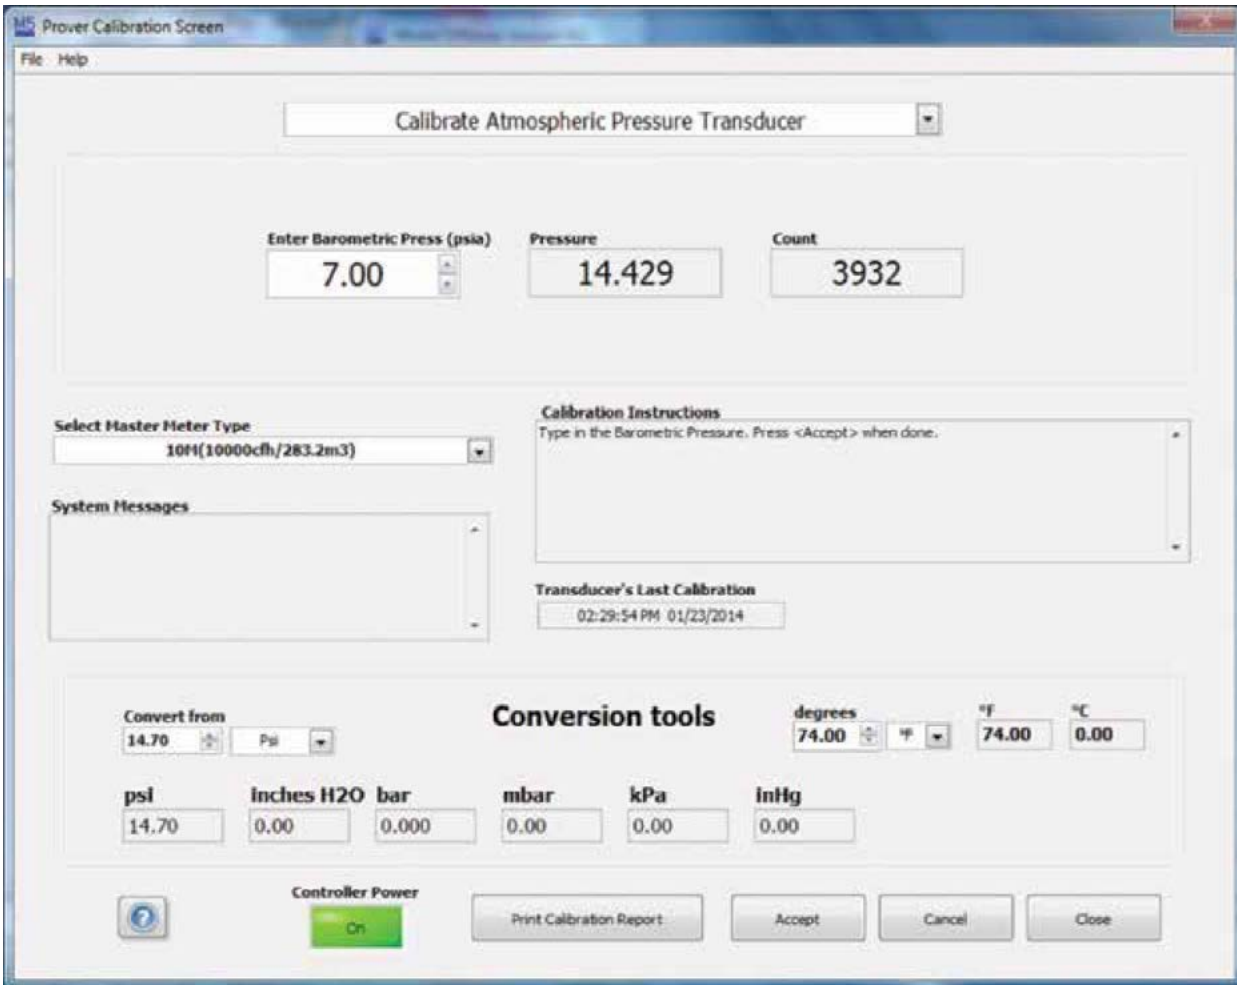 Prover Calibration Screen
File Help
Calibrate Atmospheric Pressure Transducer
Enter Barometric Press (psia) Pressure Count
7.00 14.429 3932
Select Master Meter Type
10M(10000cfh/283.2m3)
Calibration Instructions
Type in the Barometric Pressure. Press <Accept> when done.
System Messages
Transducer's Last Calibration
02:29:54 PM 01/23/2014
Conversion tools
Convert from
14.70 Psi
degrees °F °C
74.00 °F 74.00 0.00
psi inches H2O bar mbar kPa inHg
14.70 0.00 0.000 0.00 0.00 0.00
Controller Power
On
Print Calibration Report Accept Cancel Close